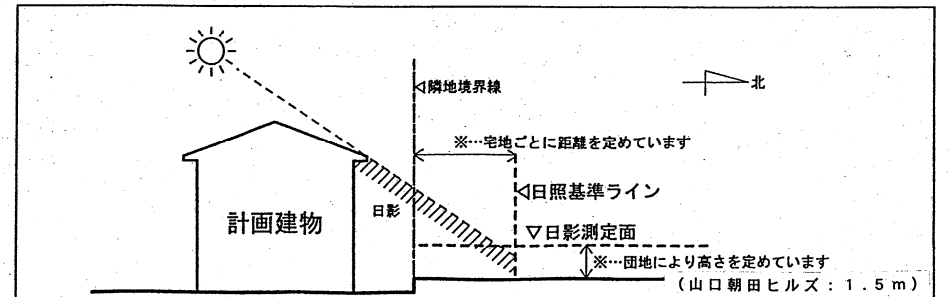 ◁隣地境界線
北
※…宅地ごとに距離を定めています
◁日照基準ライン
日影
計画建物
▽日影測定面
※…団地により高さを定めています
(山口朝田ヒルズ:1.5m)